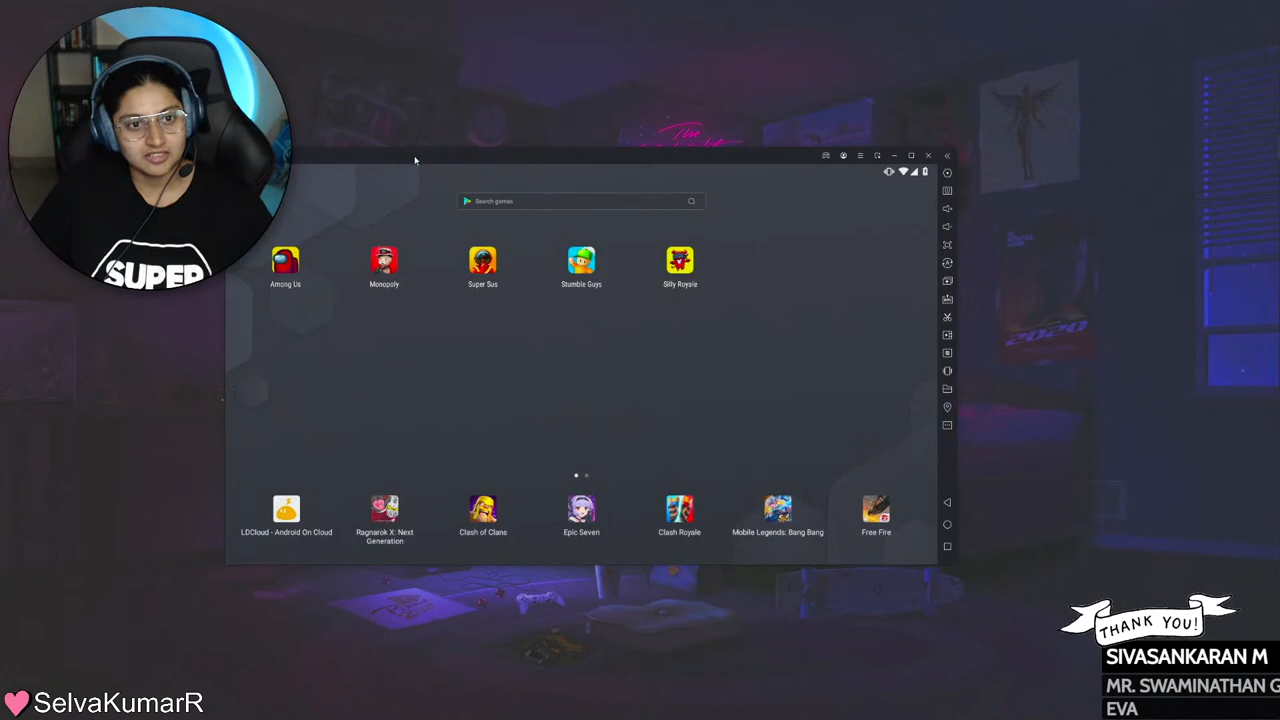 SUPER
The
Search games
Among Us
Monopoly
Super Sus
Stumble Guys
Silly Royale
2020
LDCloud - Android On Cloud
Ragnarok X: Next
Generation
Clash of Clans
Epic Seven
Clash Royale
Mobile Legends: Bang Bang
Free Fire
THANK YOU!
SIVASANKARAN M
MR. SWAMINATHAN G
EVA
SelvaKumarR